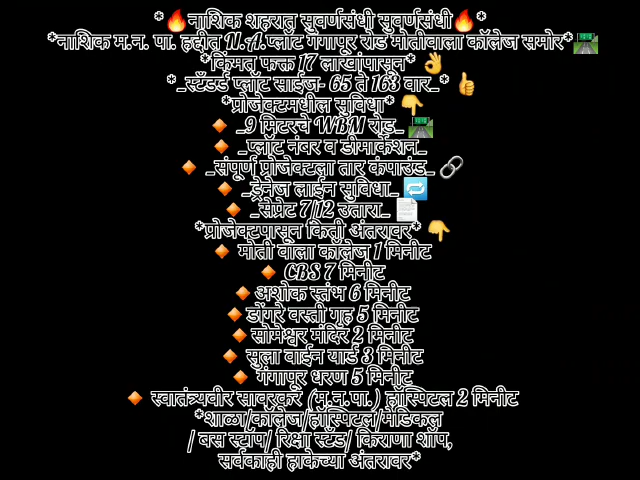 *🔥नाशिक शहरात सुवर्णसंधी सुवर्णसंधी🔥*
*नाशिक म.न. पा. हद्दीत N.A.प्लॉट गंगापूर रोड मोतीवाला कॉलेज समोर*🛣️
*किंमत फक्त 17 लाखांपासून*👌
*_स्टँडर्ड प्लॉट साईज- 65 ते 163 वार_*👍
*प्रोजेक्टमधील सुविधा*👇
🔸 _9 मिटरचे WBM रोड_ 🛣️
🔸 _प्लॉट नंबर व डीमार्केशन_
🔸 _संपूर्ण प्रोजेक्टला तार कंपाउंड_ 🔗
🔸 _ड्रेनेज लाईन सुविधा_ 🔁
🔸 _सेप्रेट 7/12 उतारा_ 📄
*प्रोजेक्टपासून किती अंतरावर*👇
🔸 मोती वाला कॉलेज 1 मिनीट
🔸 CBS 7 मिनीट
🔸अशोक स्तंभ 6 मिनीट
🔸डोंगरे वस्ती गृह 5 मिनीट
🔸सोमेश्वर मंदिर 2 मिनीट
🔸 सुला वाईन यार्ड 3 मिनीट
🔸 गंगापूर धरण 5 मिनीट
🔸 स्वातंत्र्यवीर सावरकर (म.न.पा.) हॉस्पिटल 2 मिनीट
*शाळा/कॉलेज/हॉस्पिटल/मेडिकल
/ बस स्टॉप/ रिक्षा स्टँड/ किराणा शॉप,
सर्वकाही हाकेच्या अंतरावर*